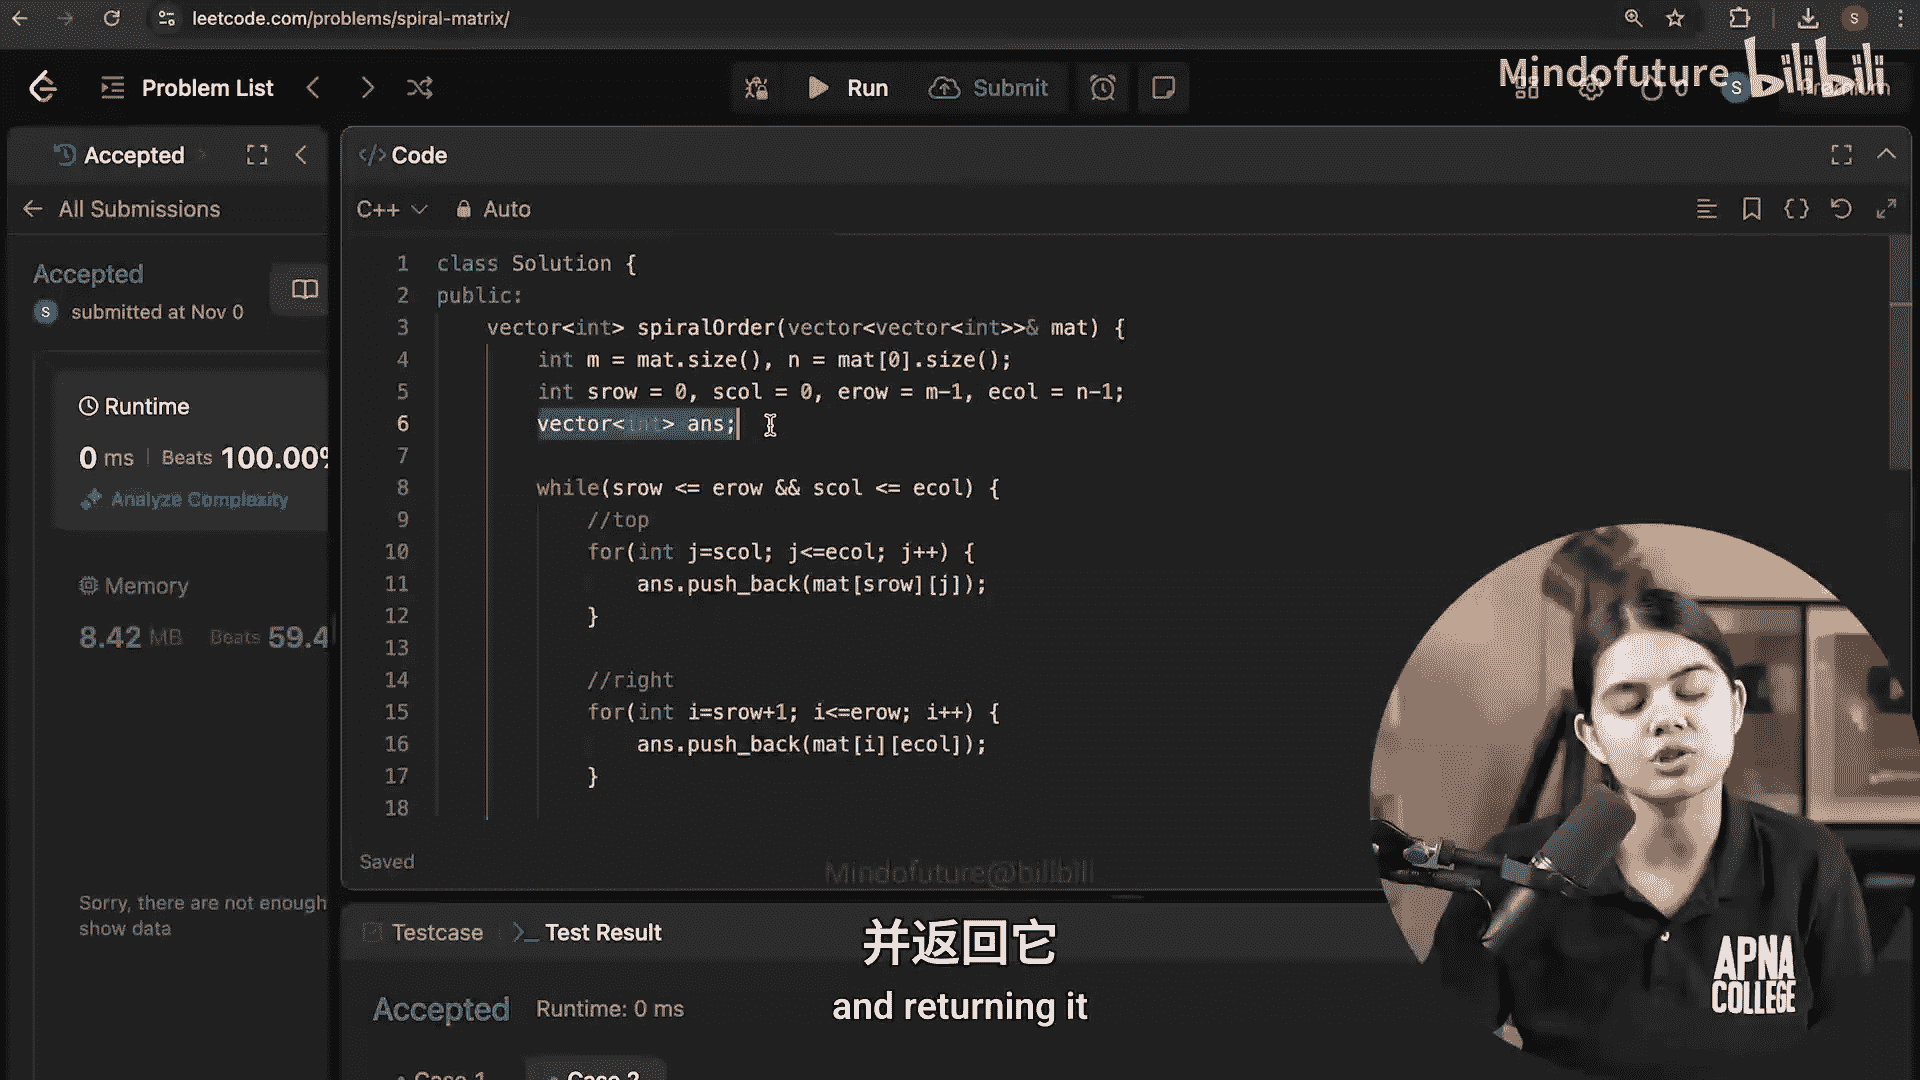 leetcode.com/problems/spiral-matrix/
S
Mindofuture bilibili
Problem List
Run
Submit
S
Accepted
</> Code
All Submissions
C++
Auto
Accepted
S submitted at Nov 0
Runtime
0 ms | Beats 100.00%
Analyze Complexity
Memory
8.42 MB Beats 59.4
Sorry, there are not enough
show data
1 class Solution {
2 public:
3 vector<int> spiralOrder(vector<vector<int>>& mat) {
4 int m = mat.size(), n = mat[0].size();
5 int srow = 0, scol = 0, erow = m-1, ecol = n-1;
6 vector<int> ans;
7
8 while(srow <= erow && scol <= ecol) {
9 //top
10 for(int j=scol; j<=ecol; j++) {
11 ans.push_back(mat[srow][j]);
12 }
13
14 //right
15 for(int i=srow+1; i<=erow; i++) {
16 ans.push_back(mat[i][ecol]);
17 }
18
Saved
Mindofuture@bilibili
Testcase
>_ Test Result
Accepted Runtime: 0 ms
Case 1 Case 2
并返回它
and returning it
APNA
COLLEGE